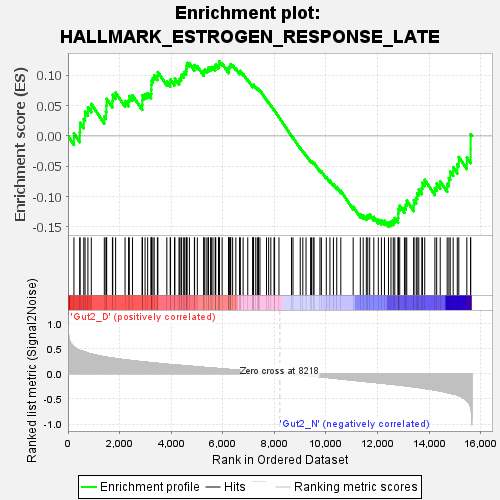 Enrichment plot:
HALLMARK_ESTROGEN_RESPONSE_LATE
Enrichment score (ES)
0.10
0.05
0.00
-0.05
-0.10
-0.15
'Gut2_D" (positively correlated)
Ranked list metric (Signal2Noise)
1.0
0.5
0.0
-0.5
-1.0
Zero cross at 8218
'Gut2_N' (negatively correlated)
0
2,000
4,000
6,000
8,000
10,000
12,000
14,000
16,000
Rank in Ordered Dataset
Enrichment profile
Hits
Ranking metric scores